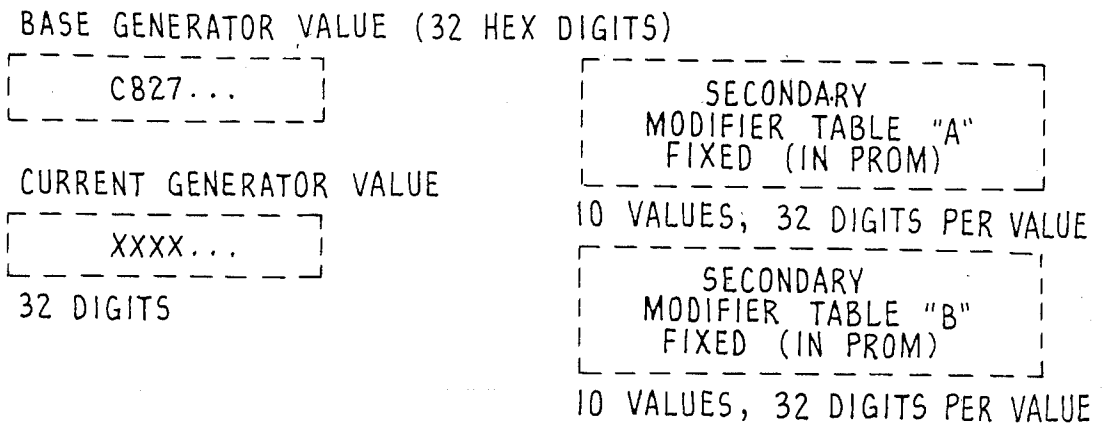 BASE GENERATOR VALUE (32 HEX DIGITS)
C827...
CURRENT GENERATOR VALUE
XXXX...
32 DIGITS
SECONDARY
MODIFIER TABLE "A"
FIXED (IN PROM)
10 VALUES, 32 DIGITS PER VALUE
SECONDARY
MODIFIER TABLE "B"
FIXED (IN PROM)
10 VALUES, 32 DIGITS PER VALUE